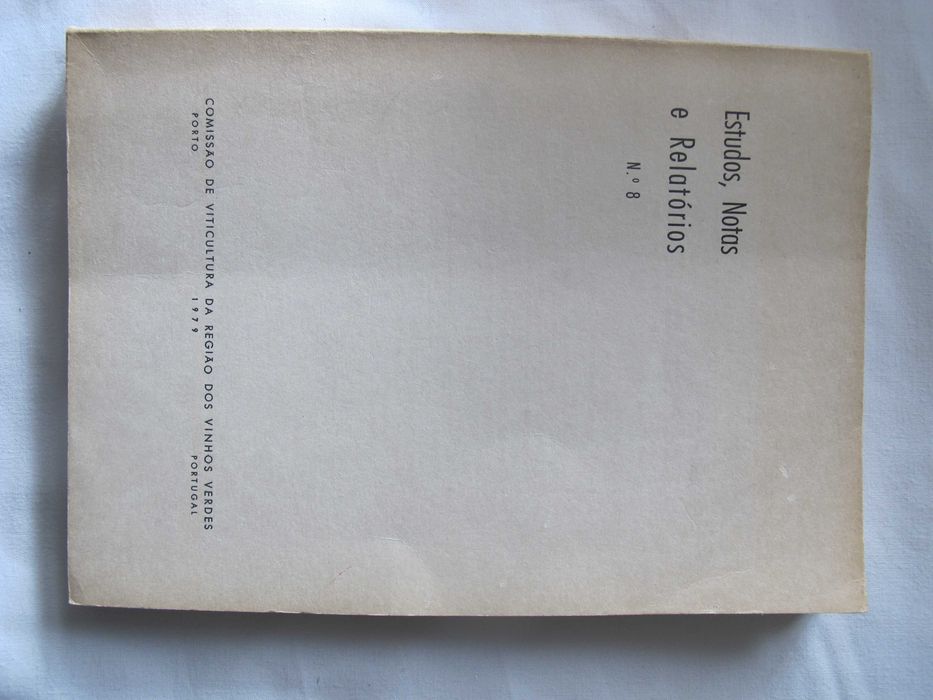 Estudos, Notas
e Relatórios
N.º 8
COMISSÃO DE VITICULTURA DA REGIÃO DOS VINHOS VERDES
PORTO 1979 PORTUGAL